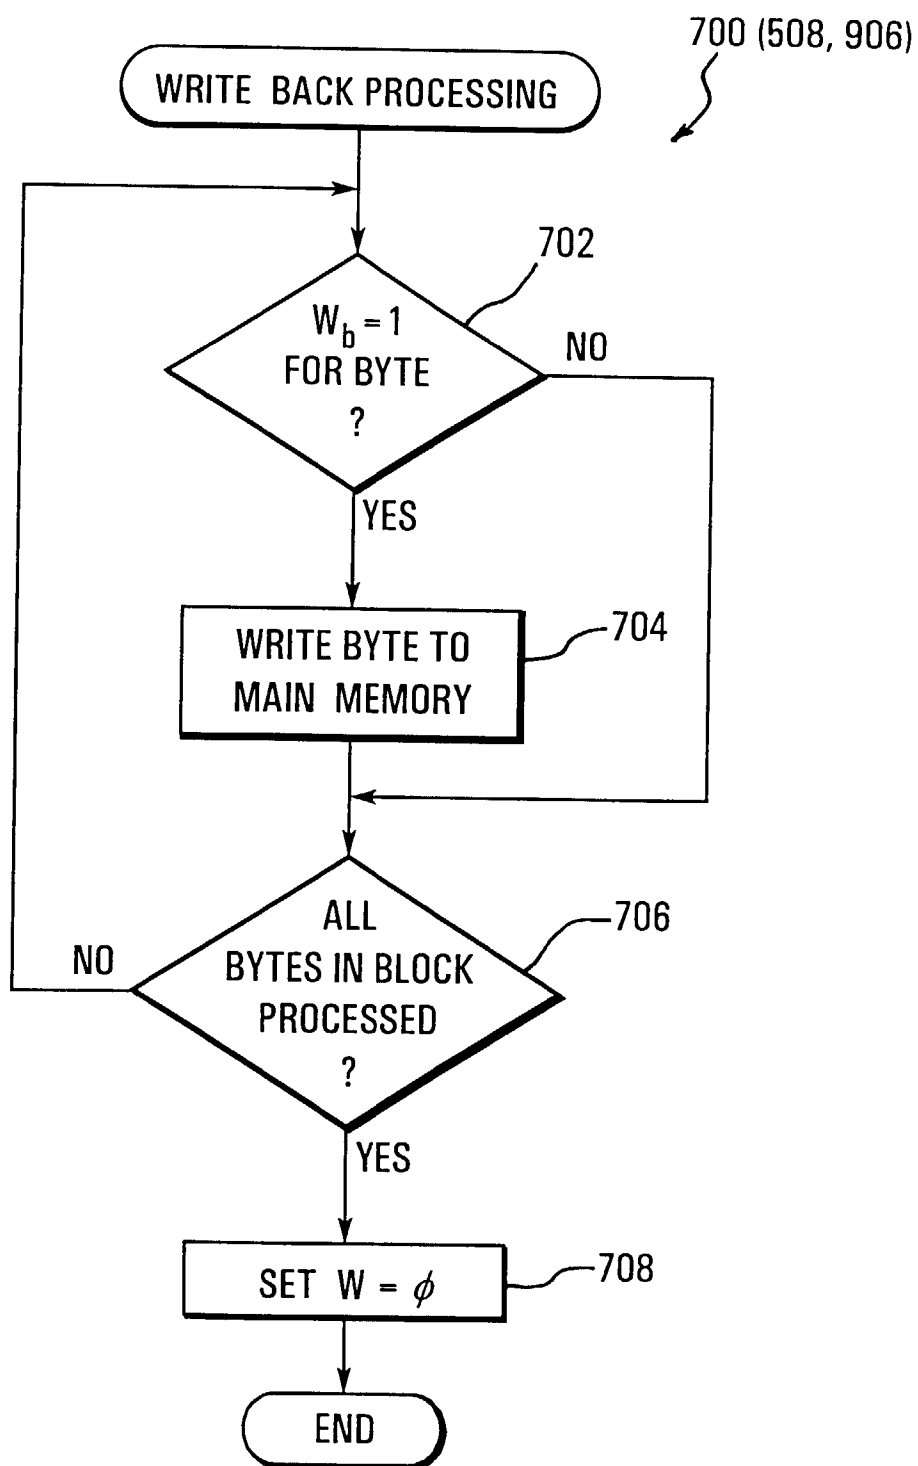 700 (508, 906)
WRITE BACK PROCESSING
702
W_b = 1
FOR BYTE
?
NO
YES
WRITE BYTE TO
MAIN MEMORY
704
ALL
BYTES IN BLOCK
PROCESSED
?
706
NO
YES
SET W = ϕ
708
END